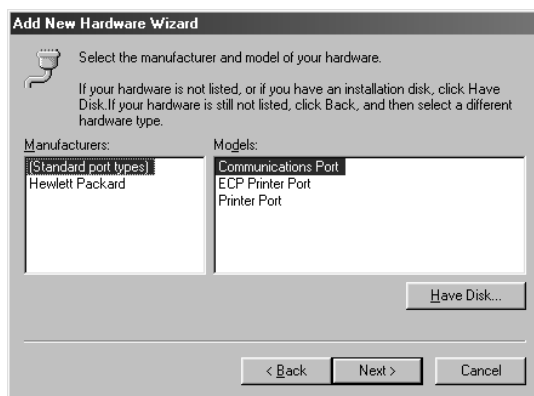 Add New Hardware Wizard
Select the manufacturer and model of your hardware.
If your hardware is not listed, or if you have an installation disk, click Have
Disk.If your hardware is still not listed, click Back, and then select a different
hardware type.
Manufacturers:
(Standard port types)
Hewlett Packard
Models:
Communications Port
ECP Printer Port
Printer Port
Have Disk...
< Back
Next >
Cancel